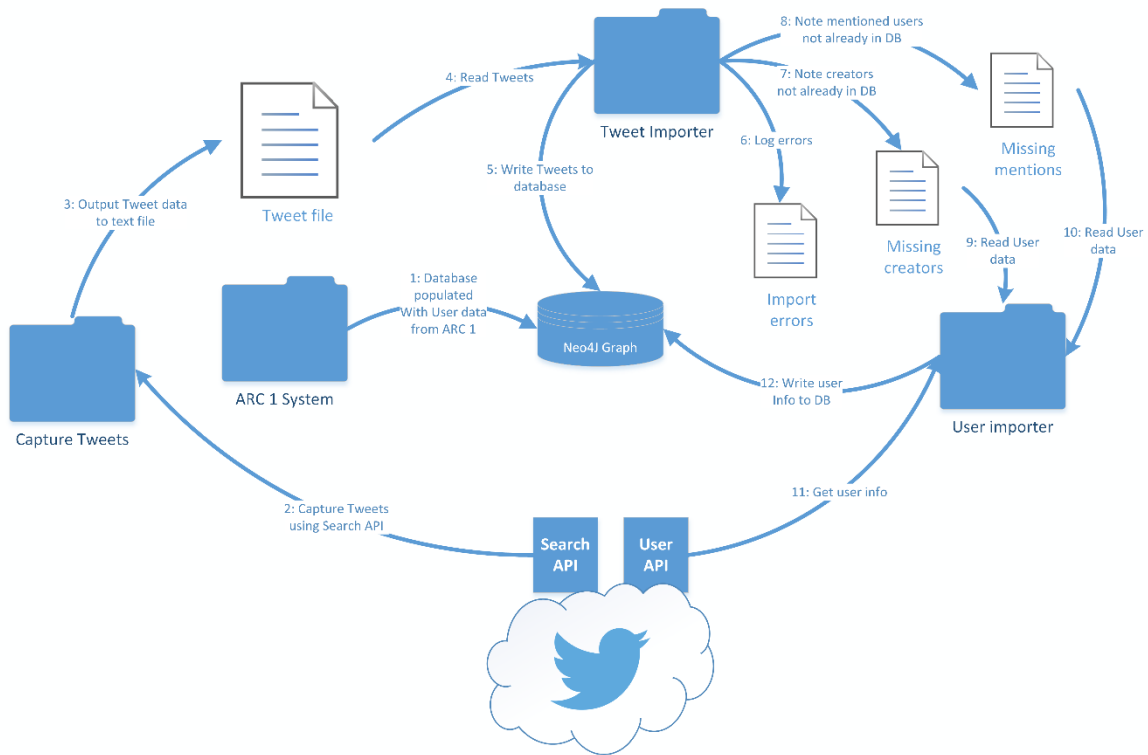 8: Note mentioned users
not already in DB
4: Read Tweets
7: Note creators
not already in DB
Tweet Importer
6: Log errors
Missing
mentions
5: Write Tweets to
database
3: Output Tweet data
to text file
Tweet file
Missing
creators
9: Read User
data
10: Read User
data
1: Database
populated
With User data
from ARC 1
Import
errors
Neo4J Graph
12: Write user
Info to DB
ARC 1 System
Capture Tweets
User importer
11: Get user info
2: Capture Tweets
using Search API
Search
API
User
API